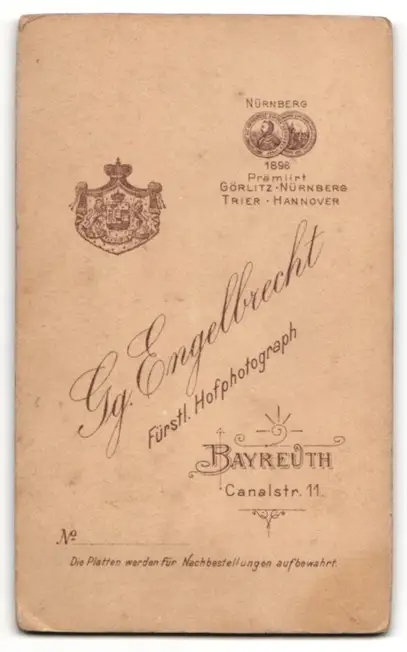 NÜRNBERG
1896
Prämiirt
GÖRLITZ·NÜRNBERG
TRIER · HANNOVER
Gg. Engelbrecht
Fürstl. Hofphotograph
BAYREUTH
Canalstr. 11.
No
Die Platten werden für Nachbestellungen aufbewahrt.